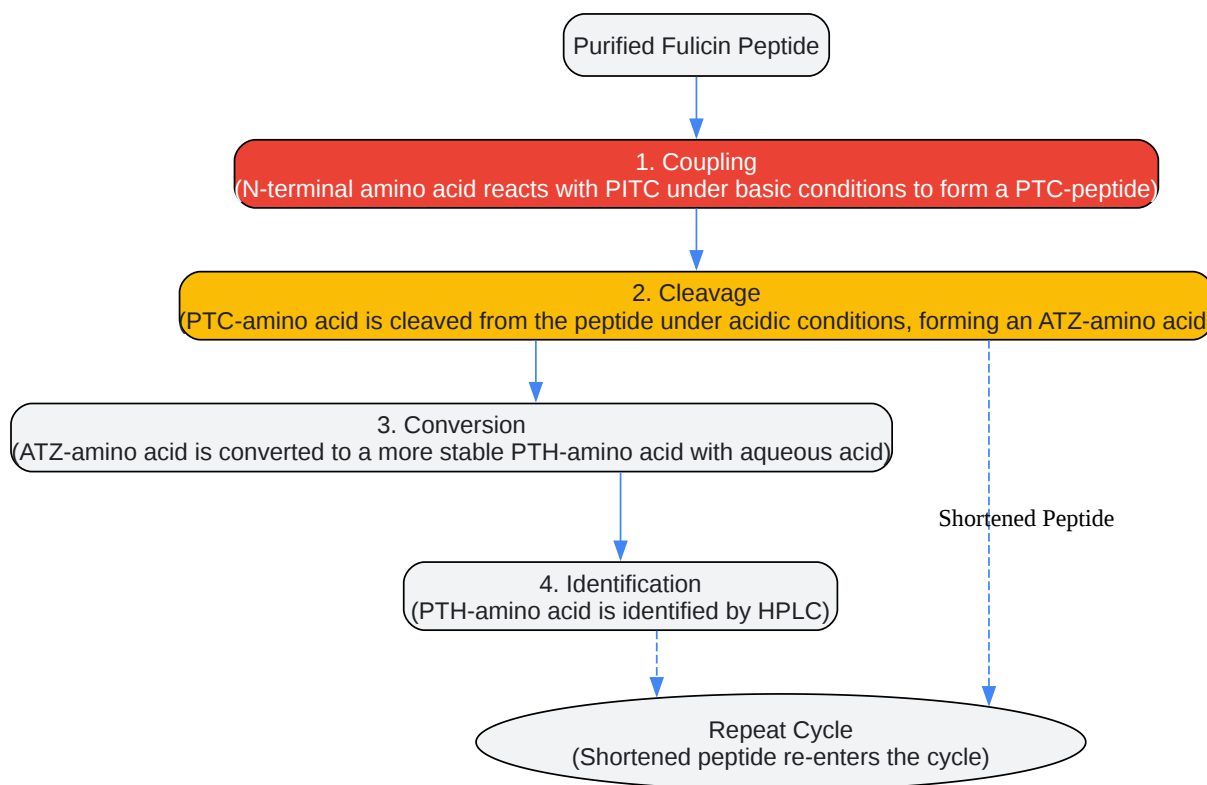 Purified Fulicin Peptide
1. Coupling
(N-terminal amino acid reacts with PITC under basic conditions to form a PTC-peptide)
2. Cleavage
(PTC-amino acid is cleaved from the peptide under acidic conditions, forming an ATZ-amino acid
3. Conversion
(ATZ-amino acid is converted to a more stable PTH-amino acid with aqueous acid)
Shortened Peptide
4. Identification
(PTH-amino acid is identified by HPLC)
Repeat Cycle
(Shortened peptide re-enters the cycle)